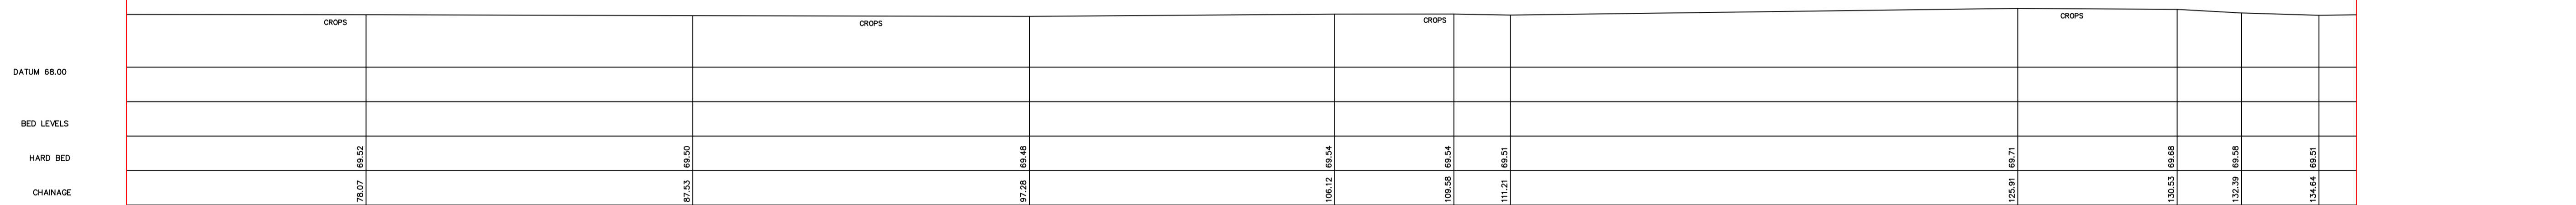 CROPS CROPS CROPS CROPS
DATUM 68.00
BED LEVELS
HARD BED 69.52 69.50 69.48 69.54 69.54 69.51 69.71 69.68 69.58 69.51
CHAINAGE 78.07 87.53 97.28 106.12 109.58 111.21 125.91 130.53 132.39 134.64